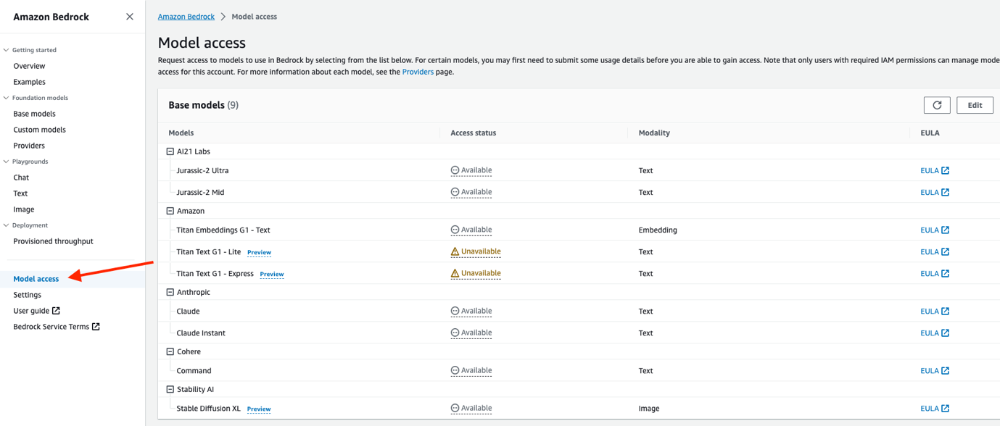 Amazon Bedrock
Getting started
Overview
Examples
Foundation models
Base models
Custom models
Providers
Playgrounds
Chat
Text
Image
Deployment
Provisioned throughput
Model access
Settings
User guide
Bedrock Service Terms
Amazon Bedrock > Model access
Model access
Request access to models to use in Bedrock by selecting from the list below. For certain models, you may first need to submit some usage details before you are able to gain access. Note that only users with required IAM permissions can manage mode
access for this account. For more information about each model, see the Providers page.
Base models (9) Edit
Models Access status Modality EULA
AI21 Labs
Jurassic-2 Ultra Available Text EULA
Jurassic-2 Mid Available Text EULA
Amazon
Titan Embeddings G1 - Text Available Embedding EULA
Titan Text G1 - Lite Preview Unavailable Text EULA
Titan Text G1 - Express Preview Unavailable Text EULA
Anthropic
Claude Available Text EULA
Claude Instant Available Text EULA
Cohere
Command Available Text EULA
Stability AI
Stable Diffusion XL Preview Available Image EULA